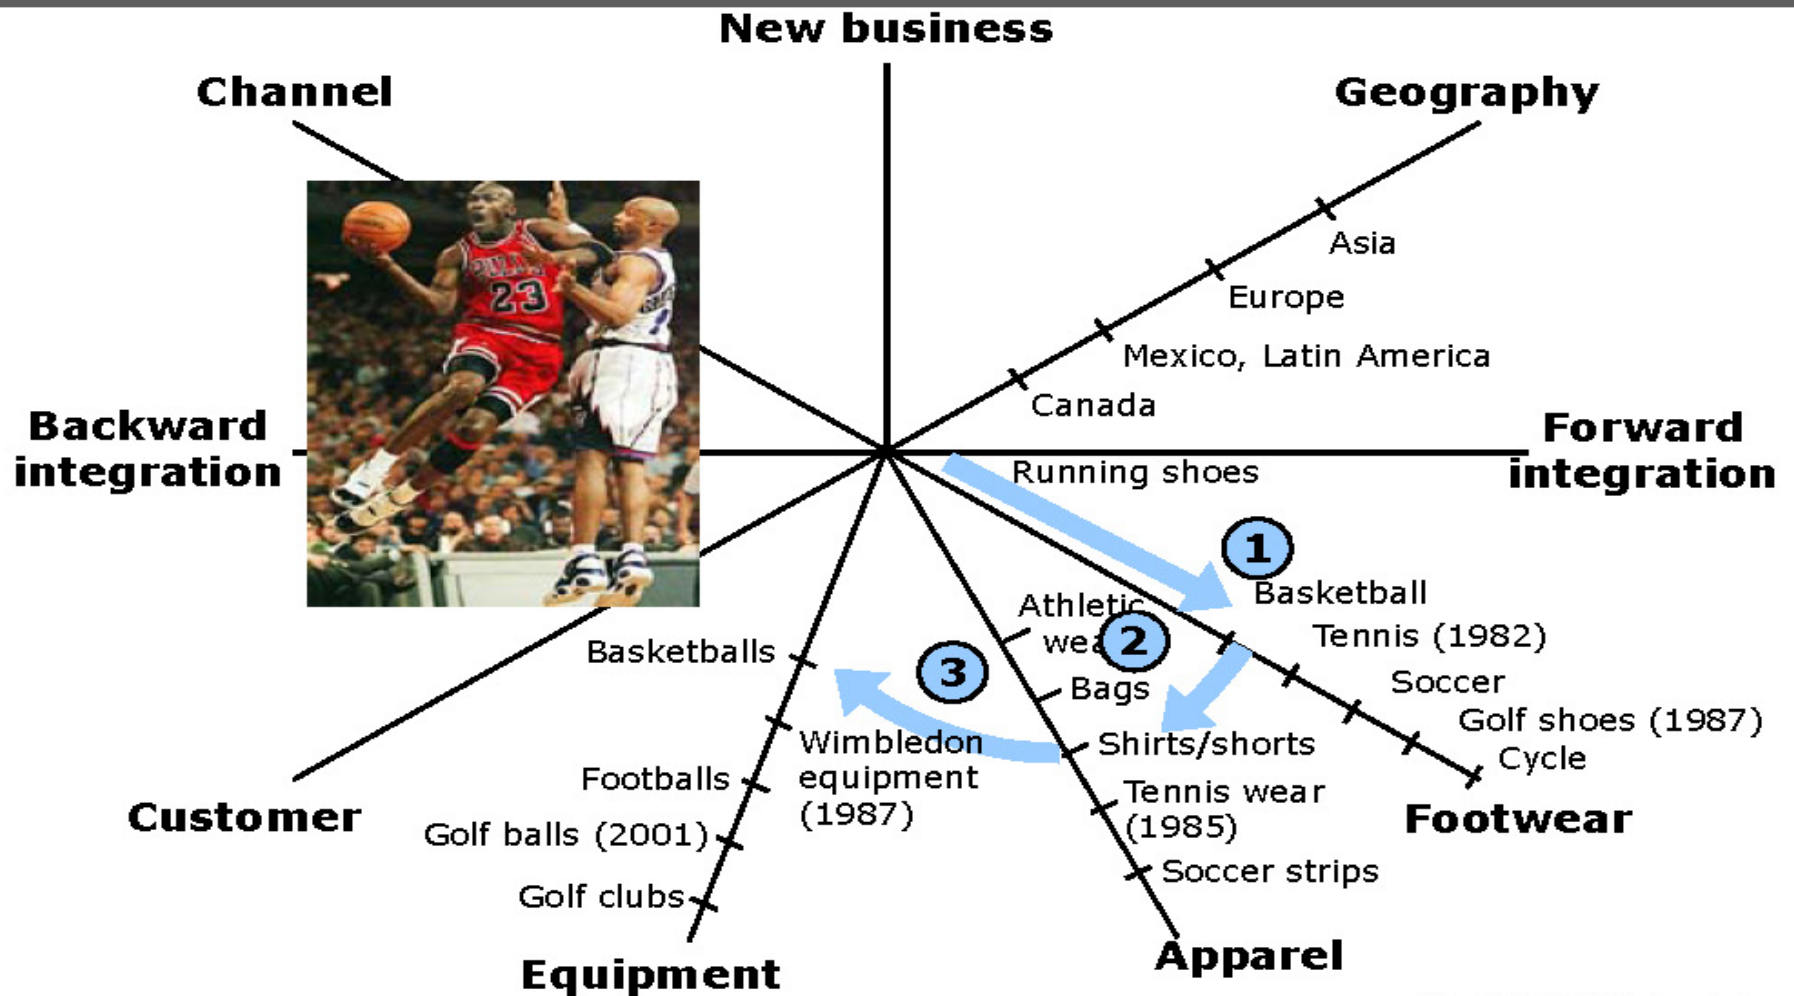 New business
Channel
Geography
Asia
Europe
Mexico, Latin America
Canada
Backward
integration
Forward
integration
Running shoes
23
1
Basketball
Athletic
2
Tennis (1982)
Basketballs
3
Bags
Soccer
Golf shoes (1987)
Shirts/shorts
Cycle
Wimbledon
equipment
(1987)
Footballs
Tennis wear
(1985)
Customer
Footwear
Golf balls (2001)
Soccer strips
Golf clubs
Equipment
Apparel